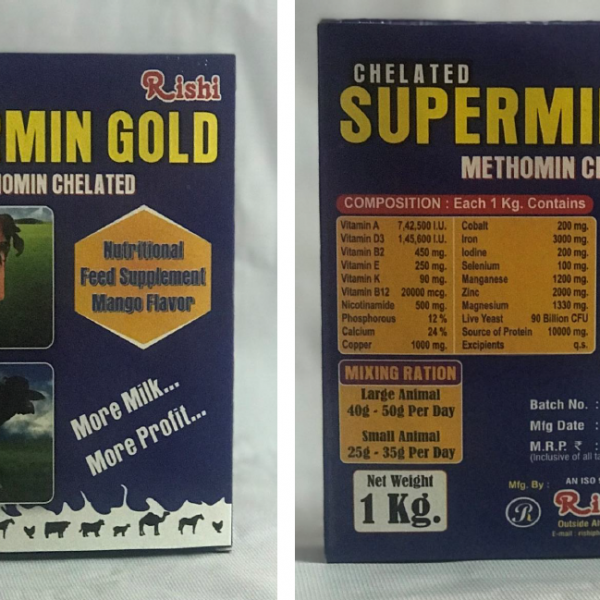 Rishi
RMIN GOLD
OMIN CHELATED
Nutritional
Feed Supplement
Mango Flavor
More Milk...
More Profit...
CHELATED
SUPERMI
METHOMIN C
COMPOSITION : Each 1 Kg. Contains
Vitamin A 7,42,500 I.U.
Vitamin D3 1,45,600 I.U.
Vitamin B2 450 mg.
Vitamin E 250 mg.
Vitamin K 90 mg.
Vitamin B12 20000 mcg.
Nicotinamide 500 mg.
Phosphorous 12 %
Calcium 24 %
Copper 1000 mg.
Cobalt 200 mg.
Iron 3000 mg.
Iodine 200 mg.
Selenium 100 mg.
Manganese 1200 mg.
Zinc 2000 mg.
Magnesium 1330 mg.
Live Yeast 90 Billion CFU
Source of Protein 10000 mg.
Excipients q.s.
MIXING RATION
Large Animal
40g - 50g Per Day
Small Animal
25g - 35g Per Day
Net Weight
1 Kg.
Batch No. :
Mfg Date :
M.R.P. ₹ :
(Inclusive of all ta
Mfg. By :
AN ISO 9
R
Ris
Outside Al
E-mail :